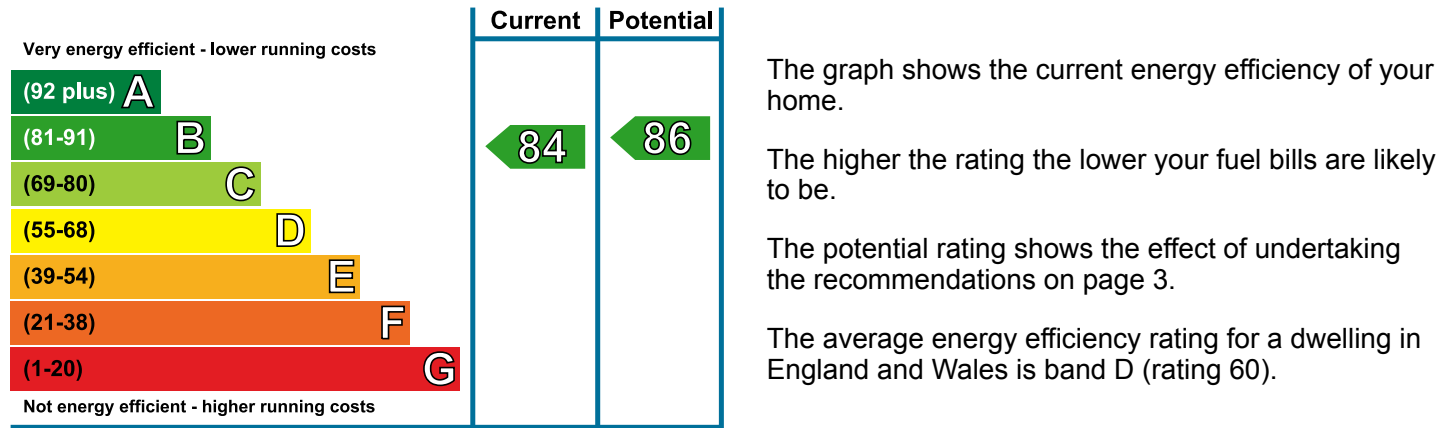 Current Potential
Very energy efficient - lower running costs
(92 plus) A
(81-91) B
(69-80) C
(55-68) D
(39-54) E
(21-38) F
(1-20) G
Not energy efficient - higher running costs
84 86
The graph shows the current energy efficiency of your
home.
The higher the rating the lower your fuel bills are likely
to be.
The potential rating shows the effect of undertaking
the recommendations on page 3.
The average energy efficiency rating for a dwelling in
England and Wales is band D (rating 60).